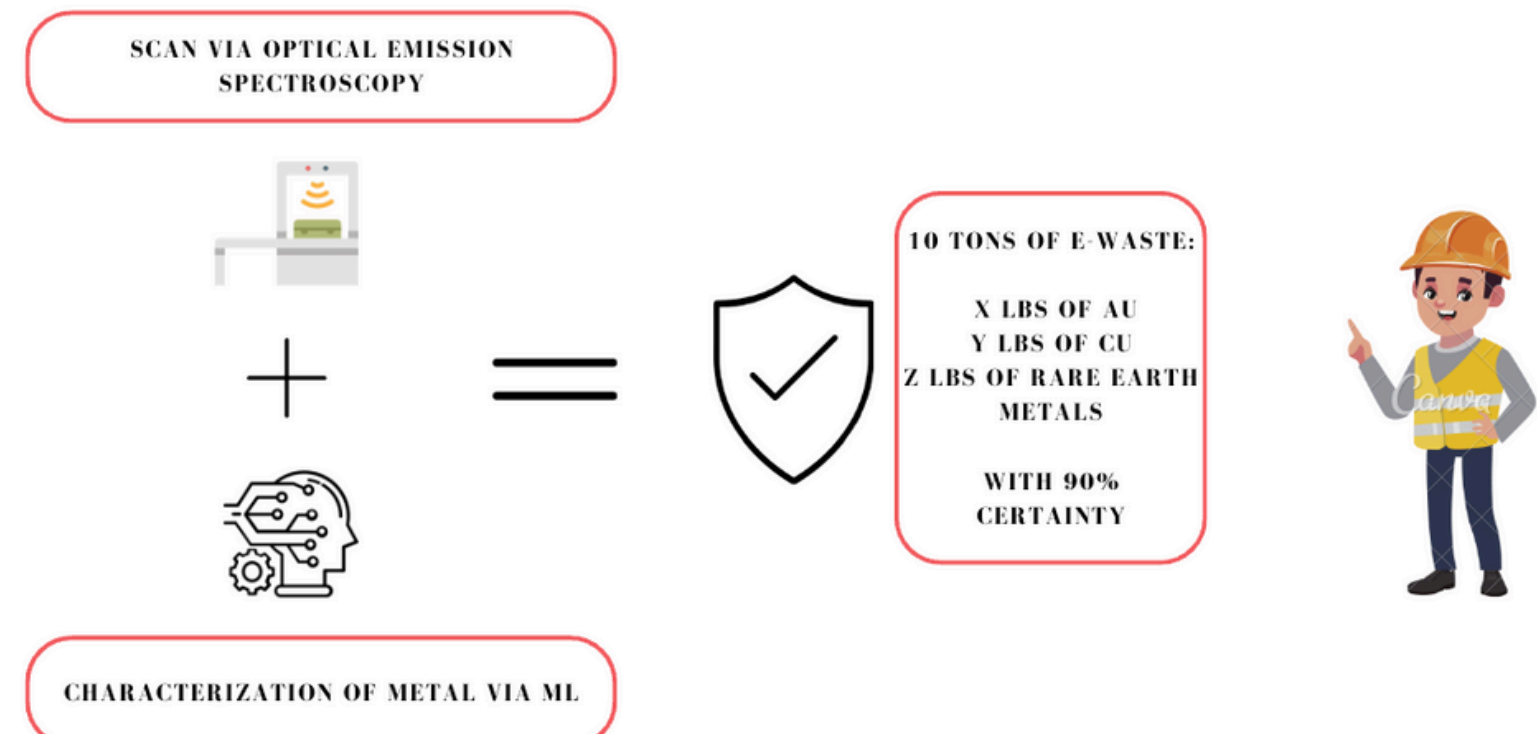 SCAN VIA OPTICAL EMISSION
SPECTROSCOPY
CHARACTERIZATION OF METAL VIA ML
10 TONS OF E-WASTE:
X LBS OF AU
Y LBS OF CU
Z LBS OF RARE EARTH
METALS
WITH 90%
CERTAINTY
Canva